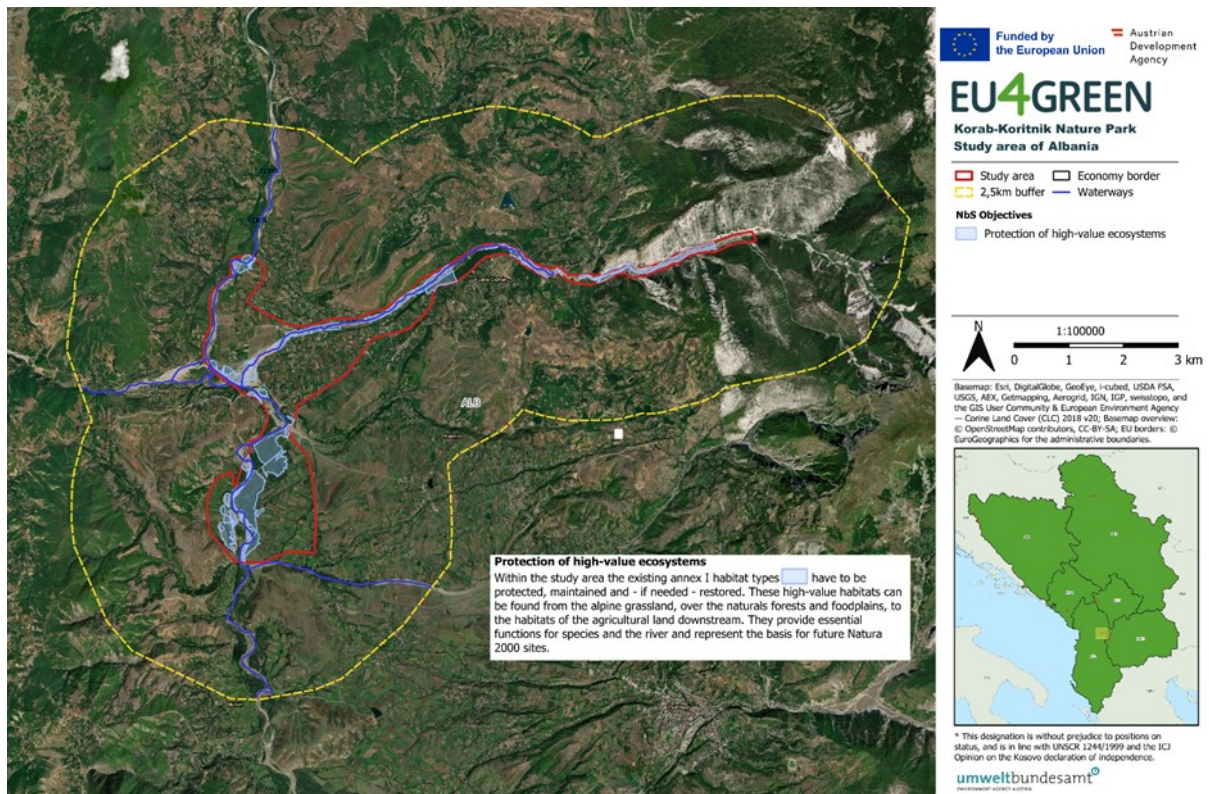 Funded by
the European Union
Austrian
Development
Agency
EU4GREEN
Korab-Koritnik Nature Park
Study area of Albania
Study area
Economy border
2,5km buffer
Waterways
NbS Objectives
Protection of high-value ecosystems
N
1:100000
0 1 2 3 km
Basemap: Esri, DigitalGlobe, GeoEye, i-cubed, USDA FSA,
USGS, AEX, Getmapping, Aerogrid, IGN, IGP, swisstopo, and
the GIS User Community & European Environment Agency
— Corine Land Cover (CLC) 2018 v20; Basemap overview:
© OpenStreetMap contributors, CC-BY-SA; EU borders: ©
EuroGeographics for the administrative boundaries.
ALB
Protection of high-value ecosystems
Within the study area the existing annex I habitat types have to be
protected, maintained and - if needed - restored. These high-value habitats can
be found from the alpine grassland, over the naturals forests and foodplains, to
the habitats of the agricultural land downstream. They provide essential
functions for species and the river and represent the basis for future Natura
2000 sites.
* This designation is without prejudice to positions on
status, and is in line with UNSCR 1244/1999 and the ICJ
Opinion on the Kosovo declaration of independence.
umweltbundesamt
ENVIRONMENT AGENCY AUSTRIA